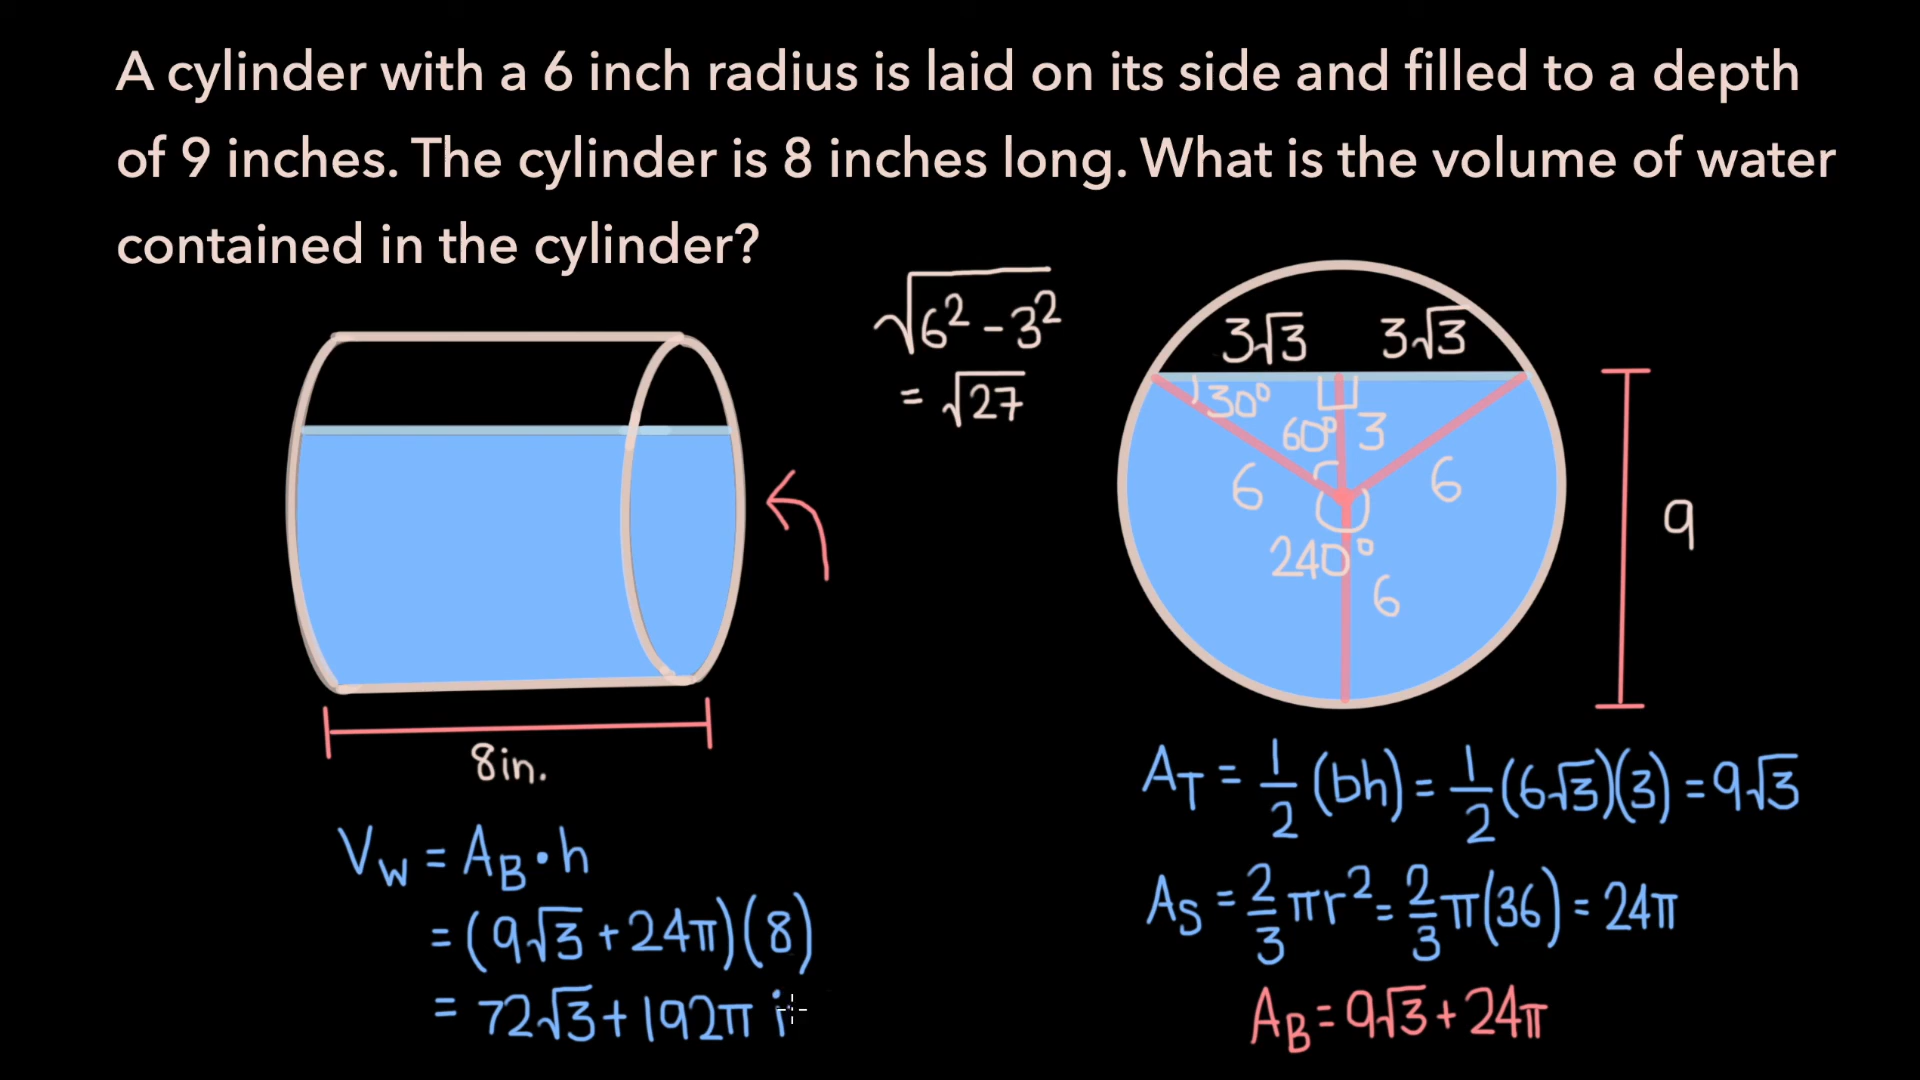 A cylinder with a 6 inch radius is laid on its side and filled to a depth
of 9 inches. The cylinder is 8 inches long. What is the volume of water
contained in the cylinder?
√(6² - 3²)
= √27
3√3 3√3
30°
60° 3
6 6
240°
6
9
8in.
A_T = 1/2 (bh) = 1/2 (6√3)(3) = 9√3
A_S = 2/3 πr² = 2/3 π(36) = 24π
A_B = 9√3 + 24π
V_W = A_B · h
= (9√3 + 24π)(8)
= 72√3 + 192π i